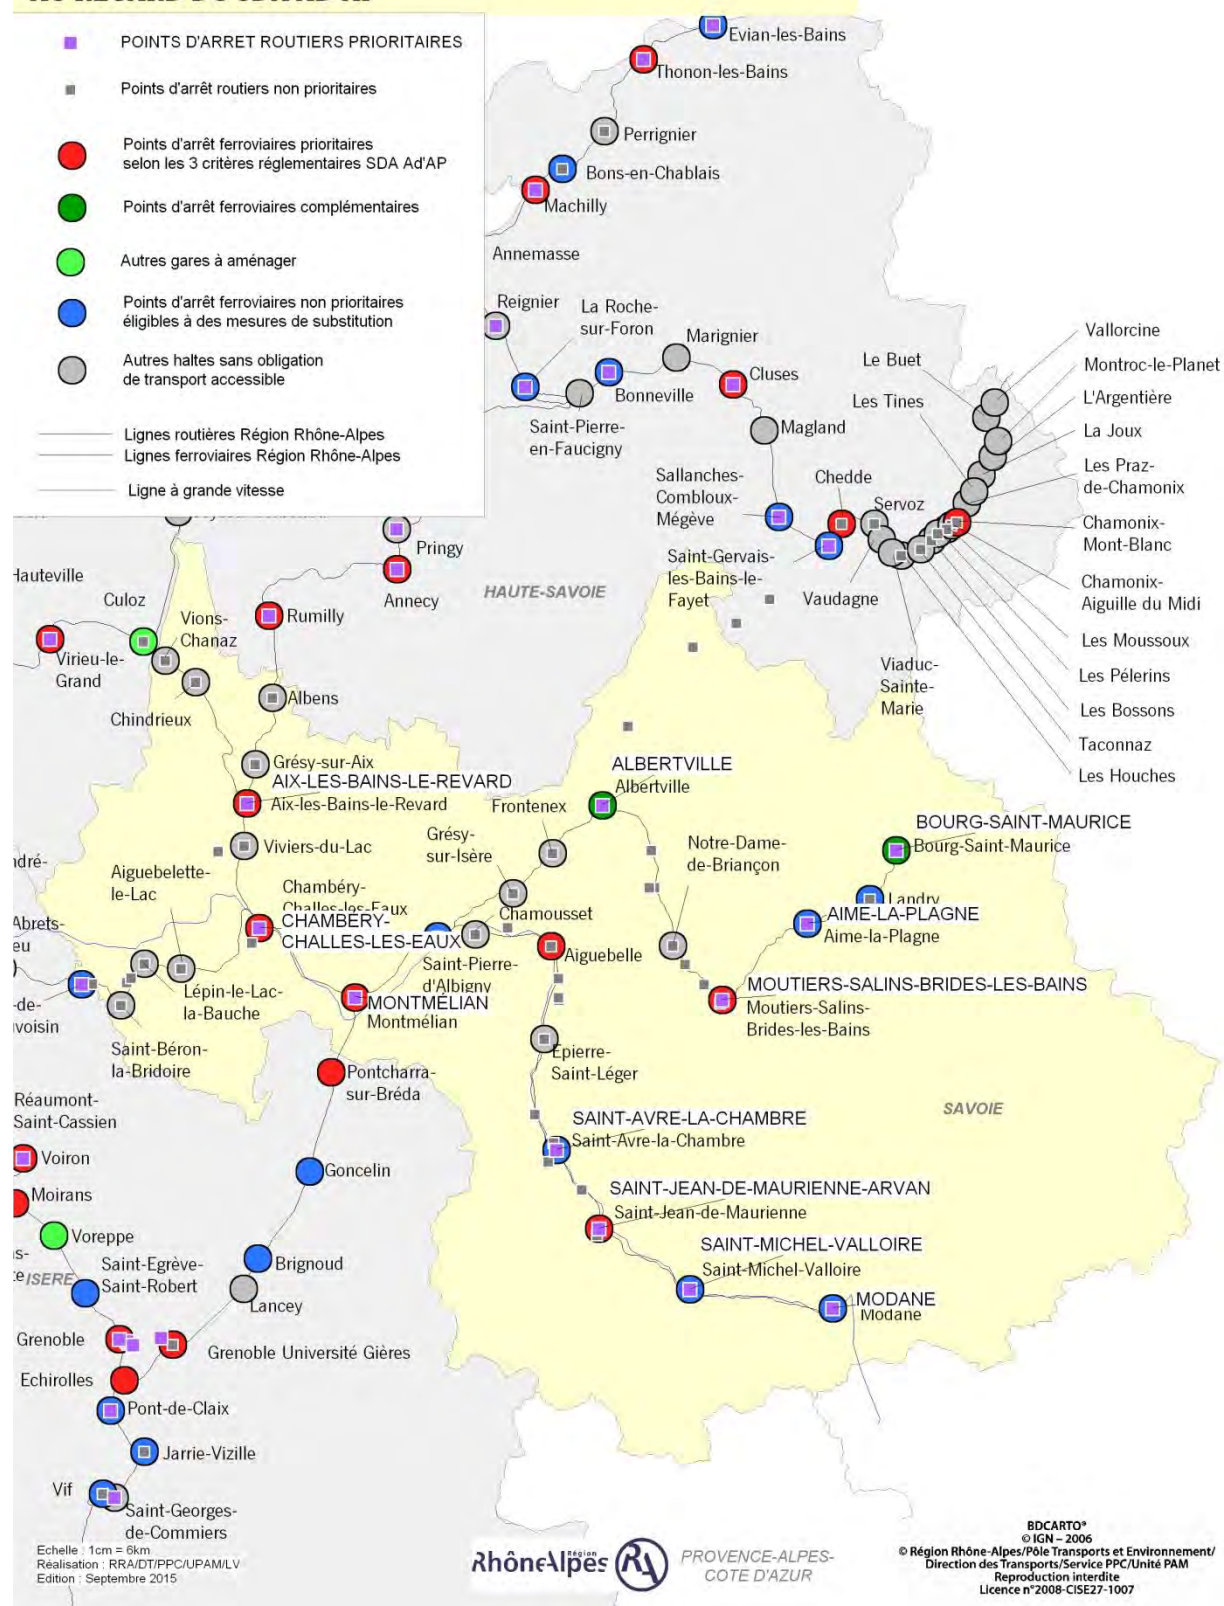 POINTS D'ARRET ROUTIERS PRIORITAIRES
Points d'arrêt routiers non prioritaires
Points d'arrêt ferroviaires prioritaires
selon les 3 critères réglementaires SDA Ad'AP
Points d'arrêt ferroviaires complémentaires
Autres gares à aménager
Points d'arrêt ferroviaires non prioritaires
éligibles à des mesures de substitution
Autres haltes sans obligation
de transport accessible
Lignes routières Région Rhône-Alpes
Lignes ferroviaires Région Rhône-Alpes
Ligne à grande vitesse
Evian-les-Bains
Thonon-les-Bains
Perrignier
Bons-en-Chablais
Machilly
Annemasse
Reignier
La Roche-
sur-Foron
Marignier
Bonneville
Cluses
Saint-Pierre-
en-Faucigny
Magland
Sallanches-
Combloux-
Mégève
Chedde
Servoz
Saint-Gervais-
les-Bains-le-
Fayet
Vaudagne
Viaduc-
Sainte-
Marie
Le Buet
Les Tines
Vallorcine
Montroc-le-Planet
L'Argentière
La Joux
Les Praz-
de-Chamonix
Chamonix-
Mont-Blanc
Chamonix-
Aiguille du Midi
Les Moussoux
Les Pélerins
Les Bossons
Taconnaz
Les Houches
Pringy
Annecy
HAUTE-SAVOIE
Hauteville
Culoz
Vions-
Chanaz
Rumilly
Virieu-le-
Grand
Chindrieux
Albens
Grésy-sur-Aix
AIX-LES-BAINS-LE-REVARD
Aix-les-Bains-le-Revard
Viviers-du-Lac
Aiguebelette-
le-Lac
Chambéry-
Challes-les-Eaux
CHAMBÉRY-
CHALLES-LES-EAUX
Lépin-le-Lac-
la-Bauche
Saint-Béron-
la-Bridoire
MONTMÉLIAN
Montmélian
Saint-Pierre-
d'Albigny
Chamousset
Grésy-
sur-Isère
Frontenex
ALBERTVILLE
Albertville
Notre-Dame-
de-Briançon
BOURG-SAINT-MAURICE
Bourg-Saint-Maurice
Landry
AIME-LA-PLAGNE
Aime-la-Plagne
MOUTIERS-SALINS-BRIDES-LES-BAINS
Moutiers-Salins-
Brides-les-Bains
Aiguebelle
Epierre-
Saint-Léger
SAINT-AVRE-LA-CHAMBRE
Saint-Avre-la-Chambre
SAVOIE
SAINT-JEAN-DE-MAURIENNE-ARVAN
Saint-Jean-de-Maurienne
SAINT-MICHEL-VALLOIRE
Saint-Michel-Valloire
MODANE
Modane
Pontcharra-
sur-Bréda
Réaumont-
Saint-Cassien
Voiron
Moirans
Voreppe
Goncelin
Brignoud
Lancey
ISERE
Saint-Egrève-
Saint-Robert
Grenoble
Grenoble Université Gières
Echirolles
Pont-de-Claix
Jarrie-Vizille
Vif
Saint-Georges-
de-Commiers
Echelle : 1cm = 6km
Réalisation : RRA/DT/PPC/UPAM/LV
Edition : Septembre 2015
RhôneAlpes Région
RA
PROVENCE-ALPES-
COTE D'AZUR
BDCARTO®
© IGN – 2006
© Région Rhône-Alpes/Pôle Transports et Environnement/
Direction des Transports/Service PPC/Unité PAM
Reproduction interdite
Licence n°2008-CISE27-1007